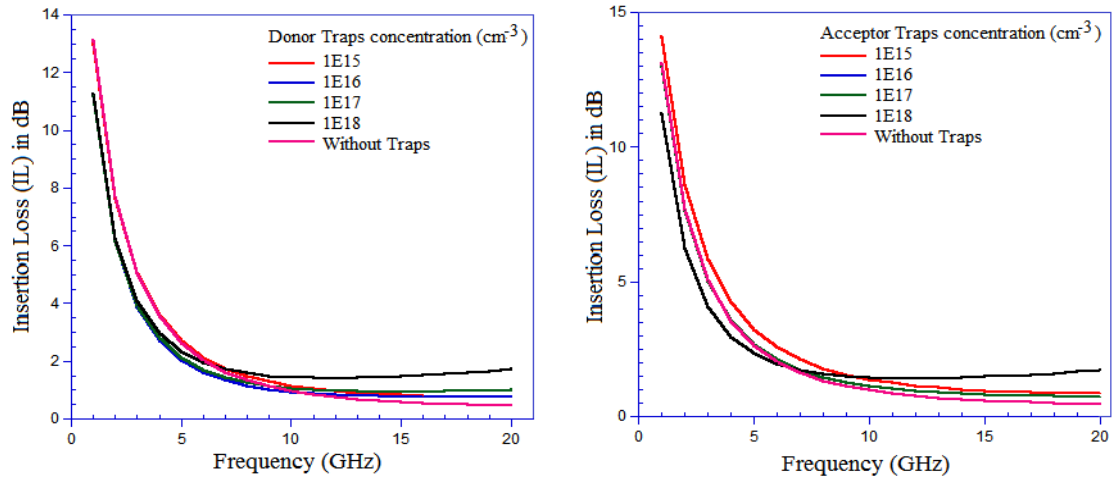 14
12
10
8
6
4
2
0
0
5
10
15
20
Insertion Loss (IL) in dB
Frequency (GHz)
Donor Traps concentration (cm-3)
1E15
1E16
1E17
1E18
Without Traps
15
10
5
0
0
5
10
15
20
Insertion Loss (IL) in dB
Frequency (GHz)
Acceptor Traps concentration (cm-3)
1E15
1E16
1E17
1E18
Without Traps